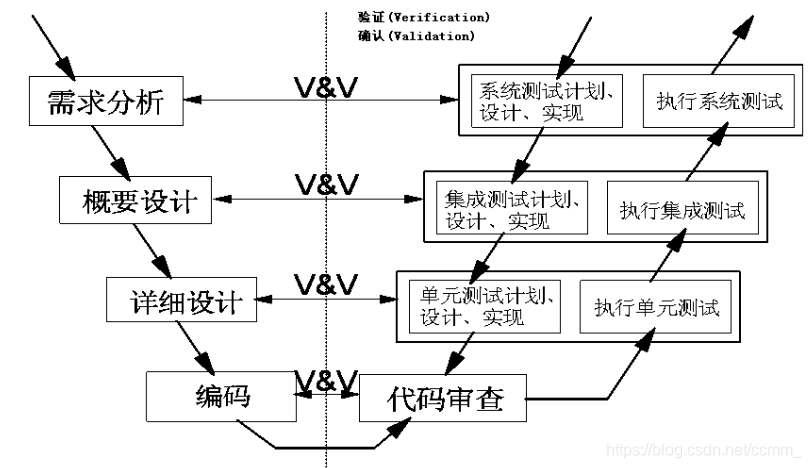 验证(Verification)
确认(Validation)
需求分析
V&V
系统测试计划、
设计、实现
执行系统测试
概要设计
V&V
集成测试计划、
设计、实现
执行集成测试
详细设计
V&V
单元测试计划、
设计、实现
执行单元测试
编码
V&V
代码审查
https://blog.csdn.net/ccmm_